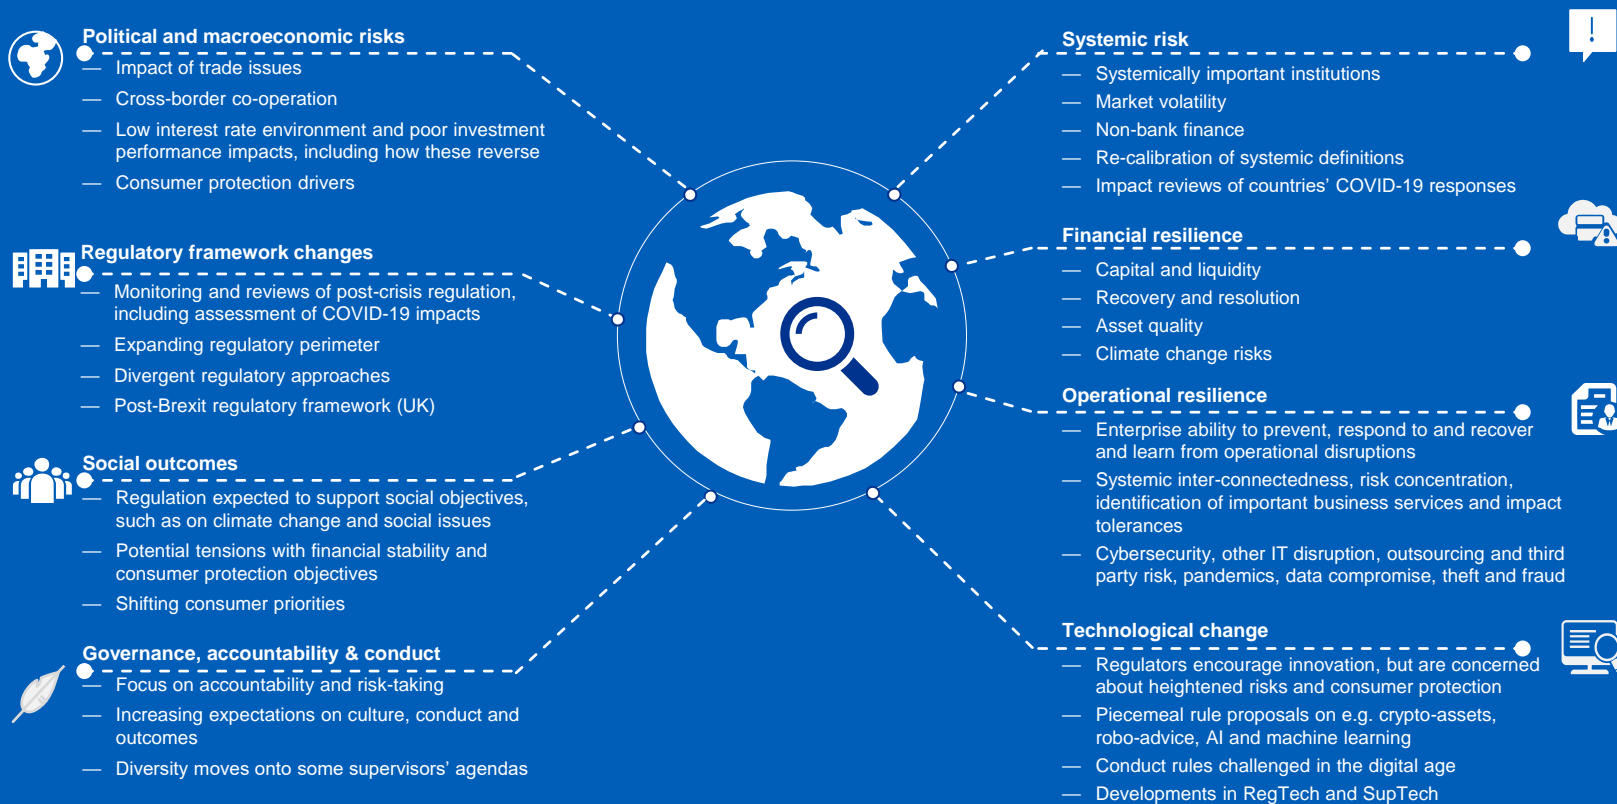 Political and macroeconomic risks
— Impact of trade issues
— Cross-border co-operation
— Low interest rate environment and poor investment
performance impacts, including how these reverse
— Consumer protection drivers
Regulatory framework changes
— Monitoring and reviews of post-crisis regulation,
including assessment of COVID-19 impacts
— Expanding regulatory perimeter
— Divergent regulatory approaches
— Post-Brexit regulatory framework (UK)
Social outcomes
— Regulation expected to support social objectives,
such as on climate change and social issues
— Potential tensions with financial stability and
consumer protection objectives
— Shifting consumer priorities
Governance, accountability & conduct
— Focus on accountability and risk-taking
— Increasing expectations on culture, conduct and
outcomes
— Diversity moves onto some supervisors’ agendas
Systemic risk
— Systemically important institutions
— Market volatility
— Non-bank finance
— Re-calibration of systemic definitions
— Impact reviews of countries’ COVID-19 responses
Financial resilience
— Capital and liquidity
— Recovery and resolution
— Asset quality
— Climate change risks
Operational resilience
— Enterprise ability to prevent, respond to and recover
and learn from operational disruptions
— Systemic inter-connectedness, risk concentration,
identification of important business services and impact
tolerances
— Cybersecurity, other IT disruption, outsourcing and third
party risk, pandemics, data compromise, theft and fraud
Technological change
— Regulators encourage innovation, but are concerned
about heightened risks and consumer protection
— Piecemeal rule proposals on e.g. crypto-assets,
robo-advice, AI and machine learning
— Conduct rules challenged in the digital age
— Developments in RegTech and SupTech